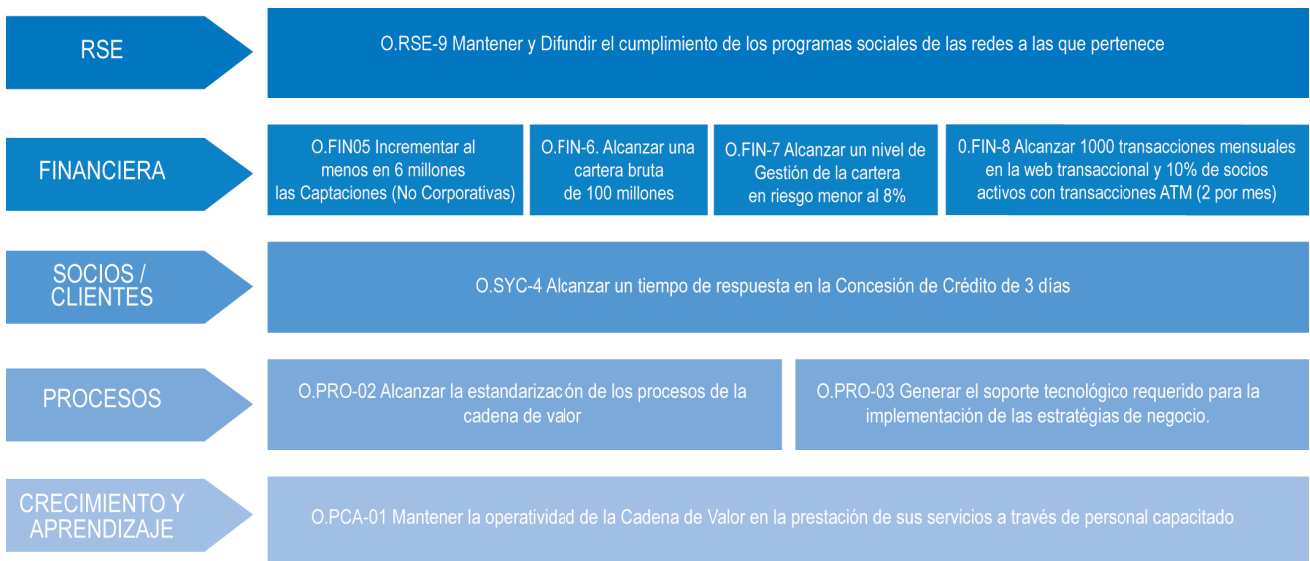 RSE
O.RSE-9 Mantener y Difundir el cumplimiento de los programas sociales de las redes a las que pertenece
FINANCIERA
O.FIN05 Incrementar al
menos en 6 millones
las Captaciones (No Corporativas)
O.FIN-6. Alcanzar una
cartera bruta
de 100 millones
O.FIN-7 Alcanzar un nivel de
Gestión de la cartera
en riesgo menor al 8%
0.FIN-8 Alcanzar 1000 transacciones mensuales
en la web transaccional y 10% de socios
activos con transacciones ATM (2 por mes)
SOCIOS /
CLIENTES
O.SYC-4 Alcanzar un tiempo de respuesta en la Concesión de Crédito de 3 días
PROCESOS
O.PRO-02 Alcanzar la estandarizacón de los procesos de la
cadena de valor
O.PRO-03 Generar el soporte tecnológico requerido para la
implementación de las estratégias de negocio.
CRECIMIENTO Y
APRENDIZAJE
O.PCA-01 Mantener la operatividad de la Cadena de Valor en la prestación de sus servicios a través de personal capacitado